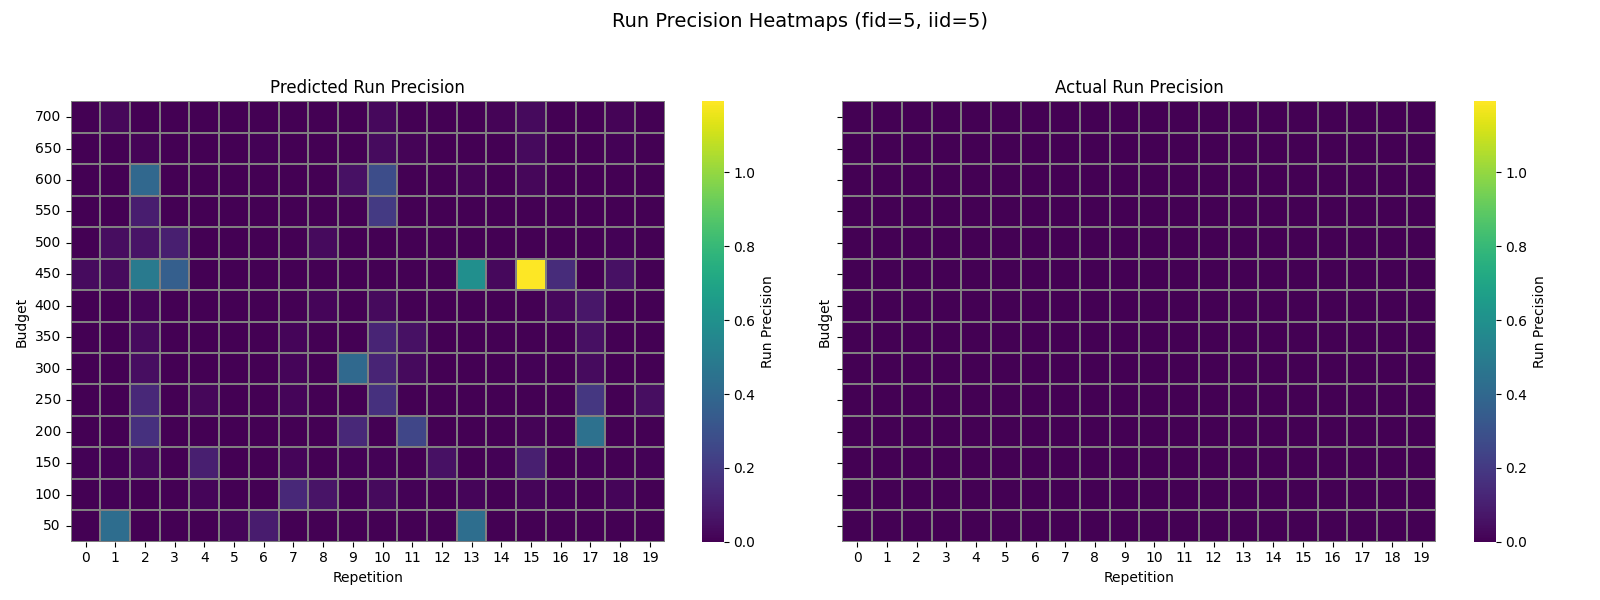 Run Precision Heatmaps (fid=5, iid=5)
Predicted Run Precision
Budget
700
650
600
550
500
450
400
350
300
250
200
150
100
50
0 1 2 3 4 5 6 7 8 9 10 11 12 13 14 15 16 17 18 19
Repetition
1.0
0.8
0.6
0.4
0.2
0.0
Run Precision
Actual Run Precision
Budget
0 1 2 3 4 5 6 7 8 9 10 11 12 13 14 15 16 17 18 19
Repetition
1.0
0.8
0.6
0.4
0.2
0.0
Run Precision